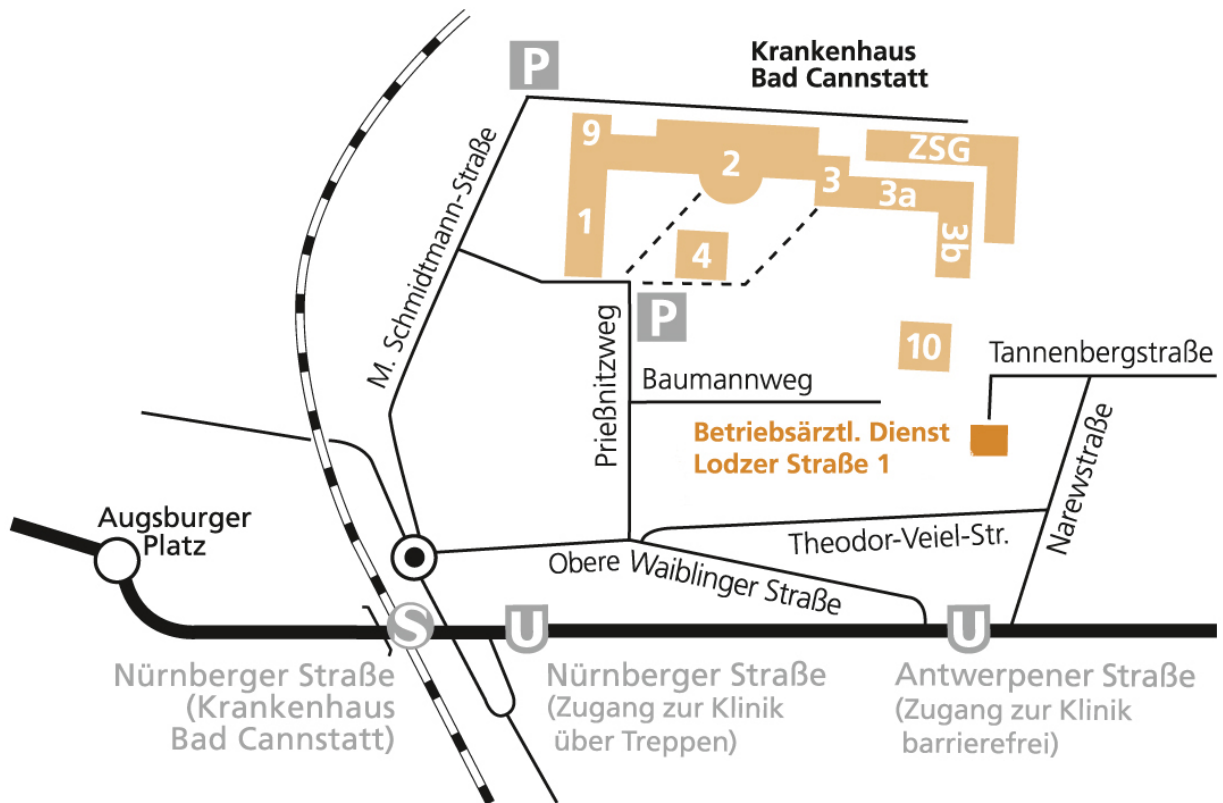 P
Krankenhaus
Bad Cannstatt
9
2
3
ZSG
3a
1
4
3b
M. Schmidtmann-Straße
P
10
Prießnitzweg
Baumannweg
Tannenbergstraße
Betriebsärztl. Dienst
Lodzer Straße 1
Narewstraße
Augsburger
Platz
Theodor-Veiel-Str.
Obere Waiblinger Straße
S
U
U
Nürnberger Straße
(Krankenhaus
Bad Cannstatt)
Nürnberger Straße
(Zugang zur Klinik
über Treppen)
Antwerpener Straße
(Zugang zur Klinik
barrierefrei)